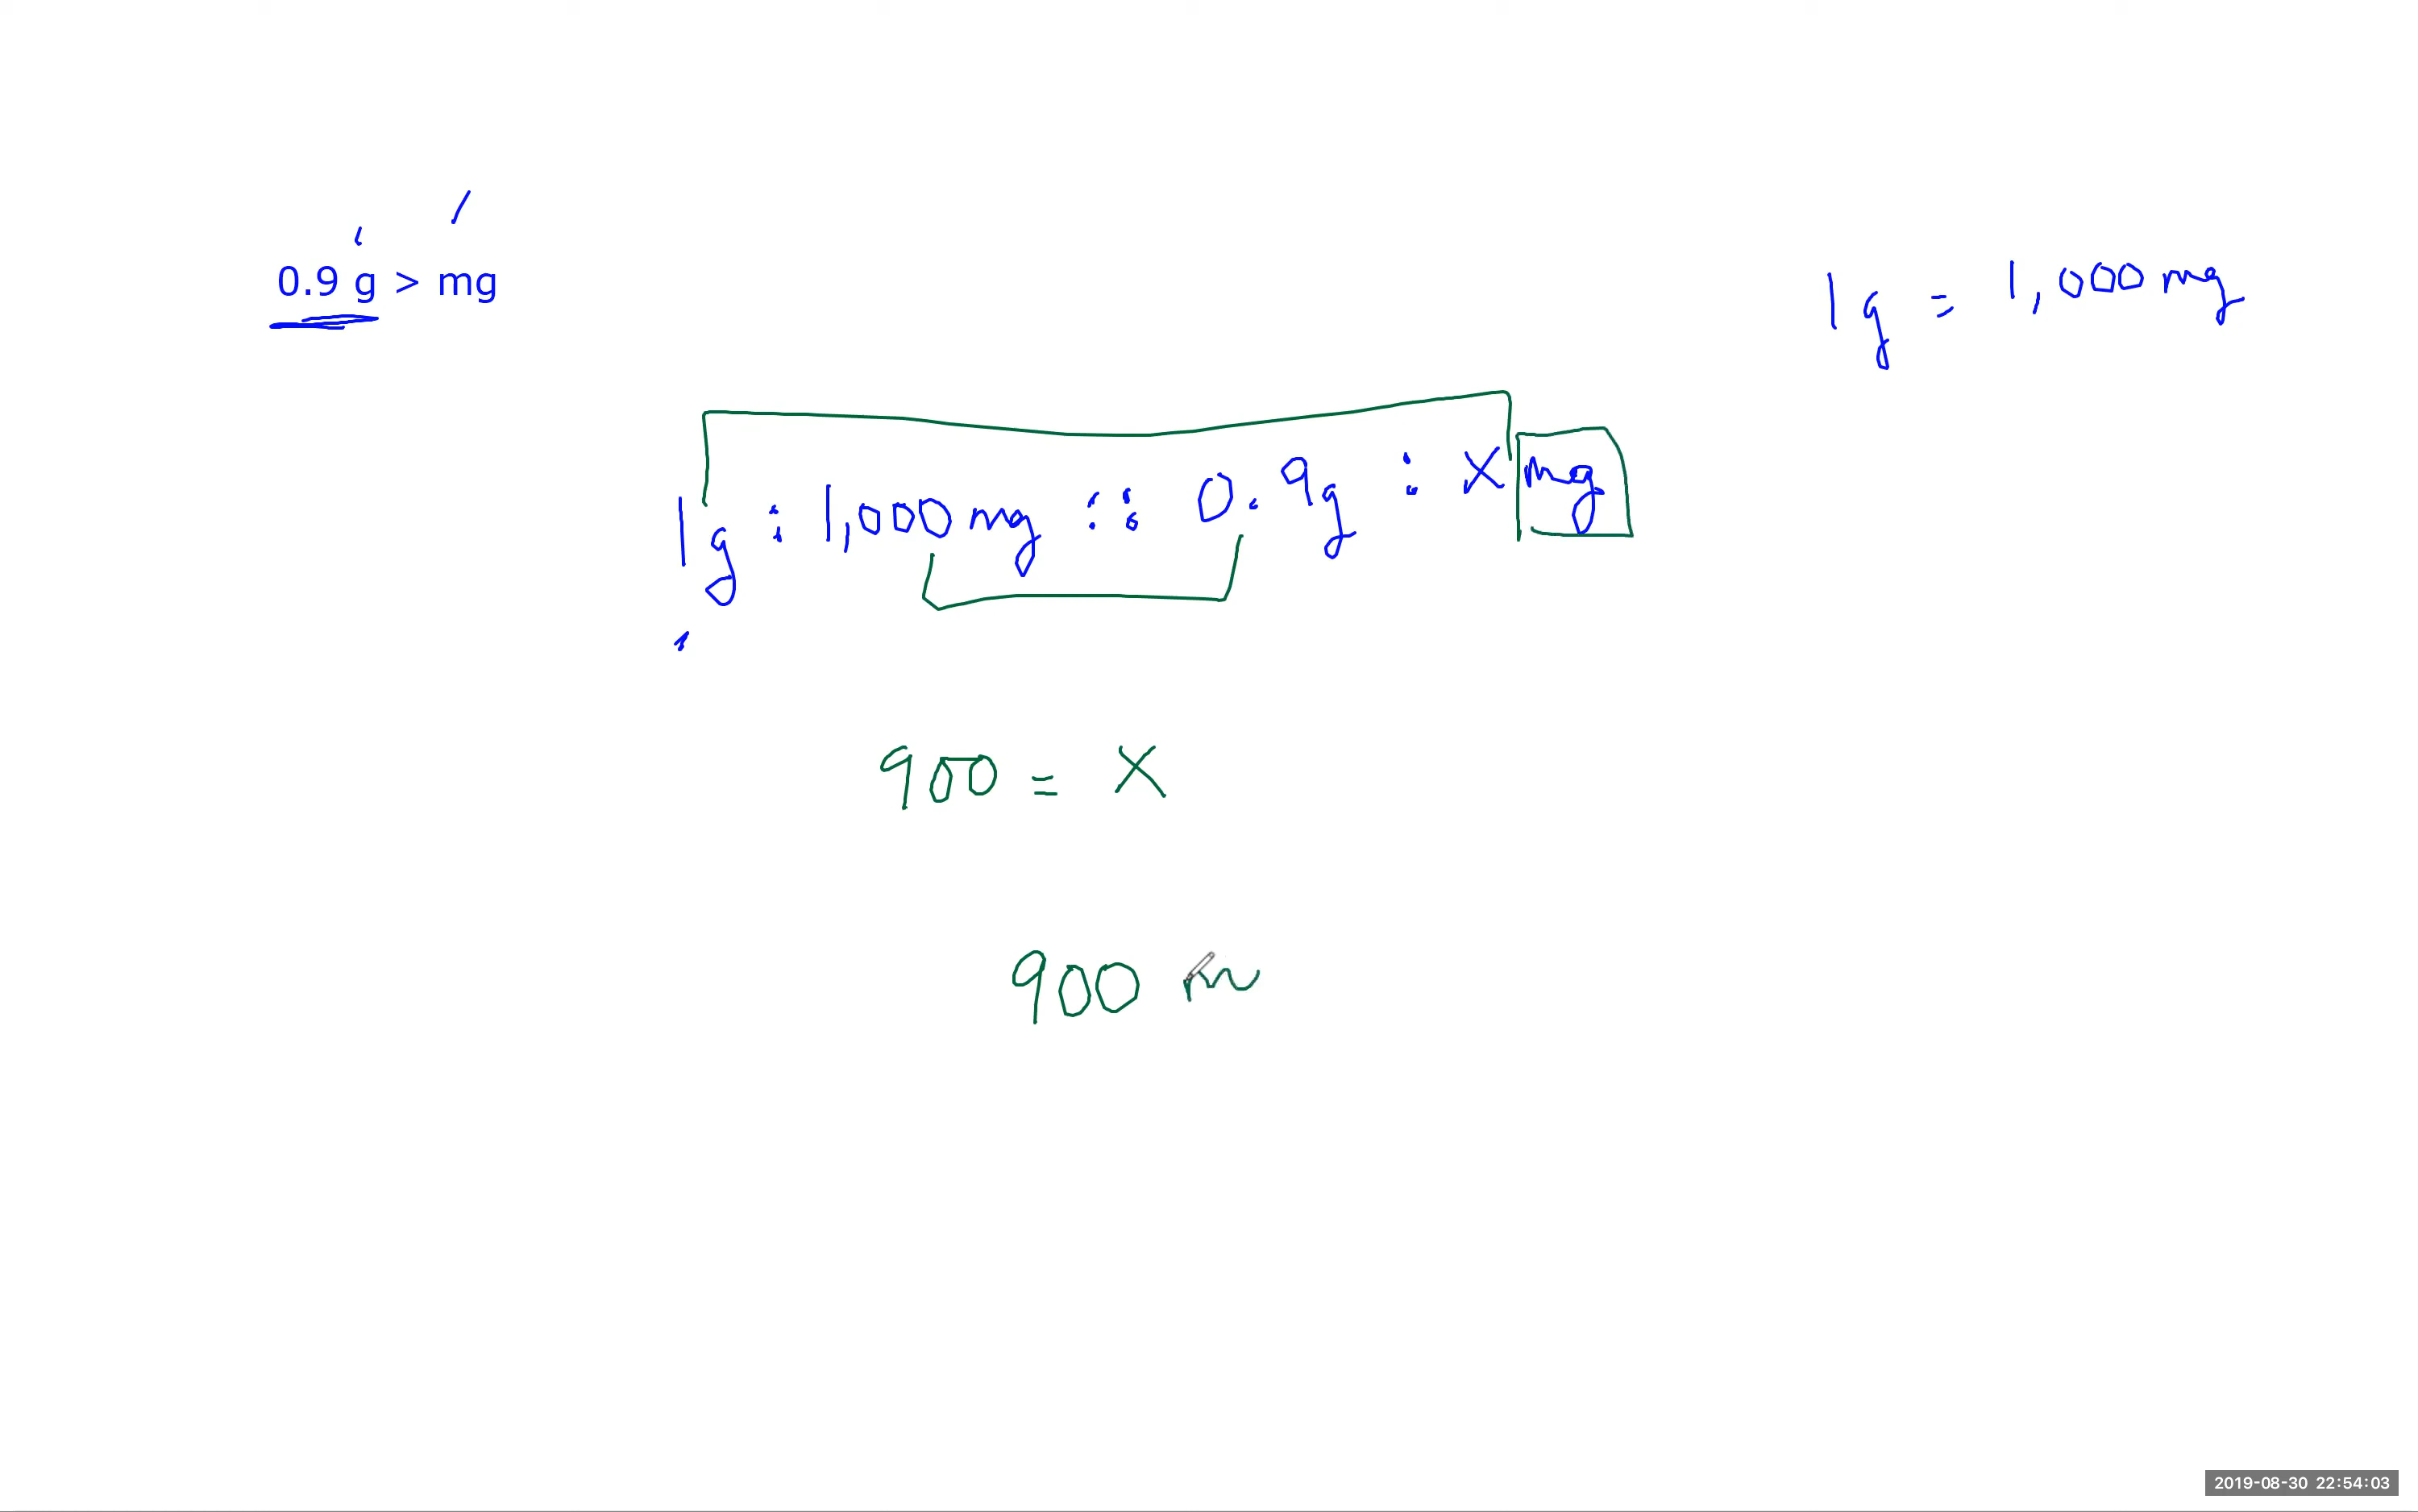 0.9 g > mg
1 g = 1,000 mg
1 g : 1,000 mg :: 0.9 g : x mg
900 = x
900 m
2019-08-30 22:54:03